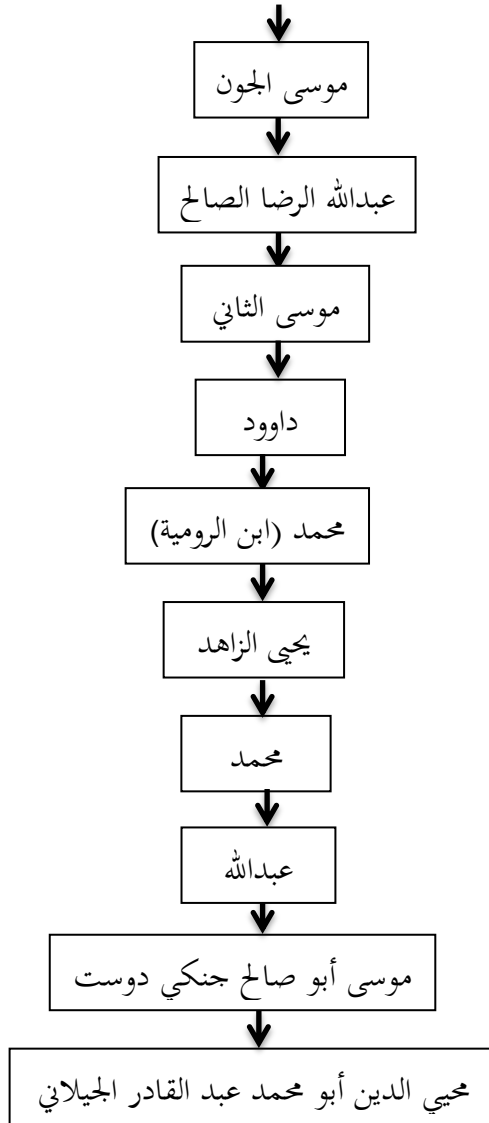 موسى الجون
عبدالله الرضا الصالح
موسى الثاني
داوود
محمد (ابن الرومية)
يحيى الزاهد
محمد
عبدالله
موسى أبو صالح جنكي دوست
محيي الدين أبو محمد عبد القادر الجيلاني